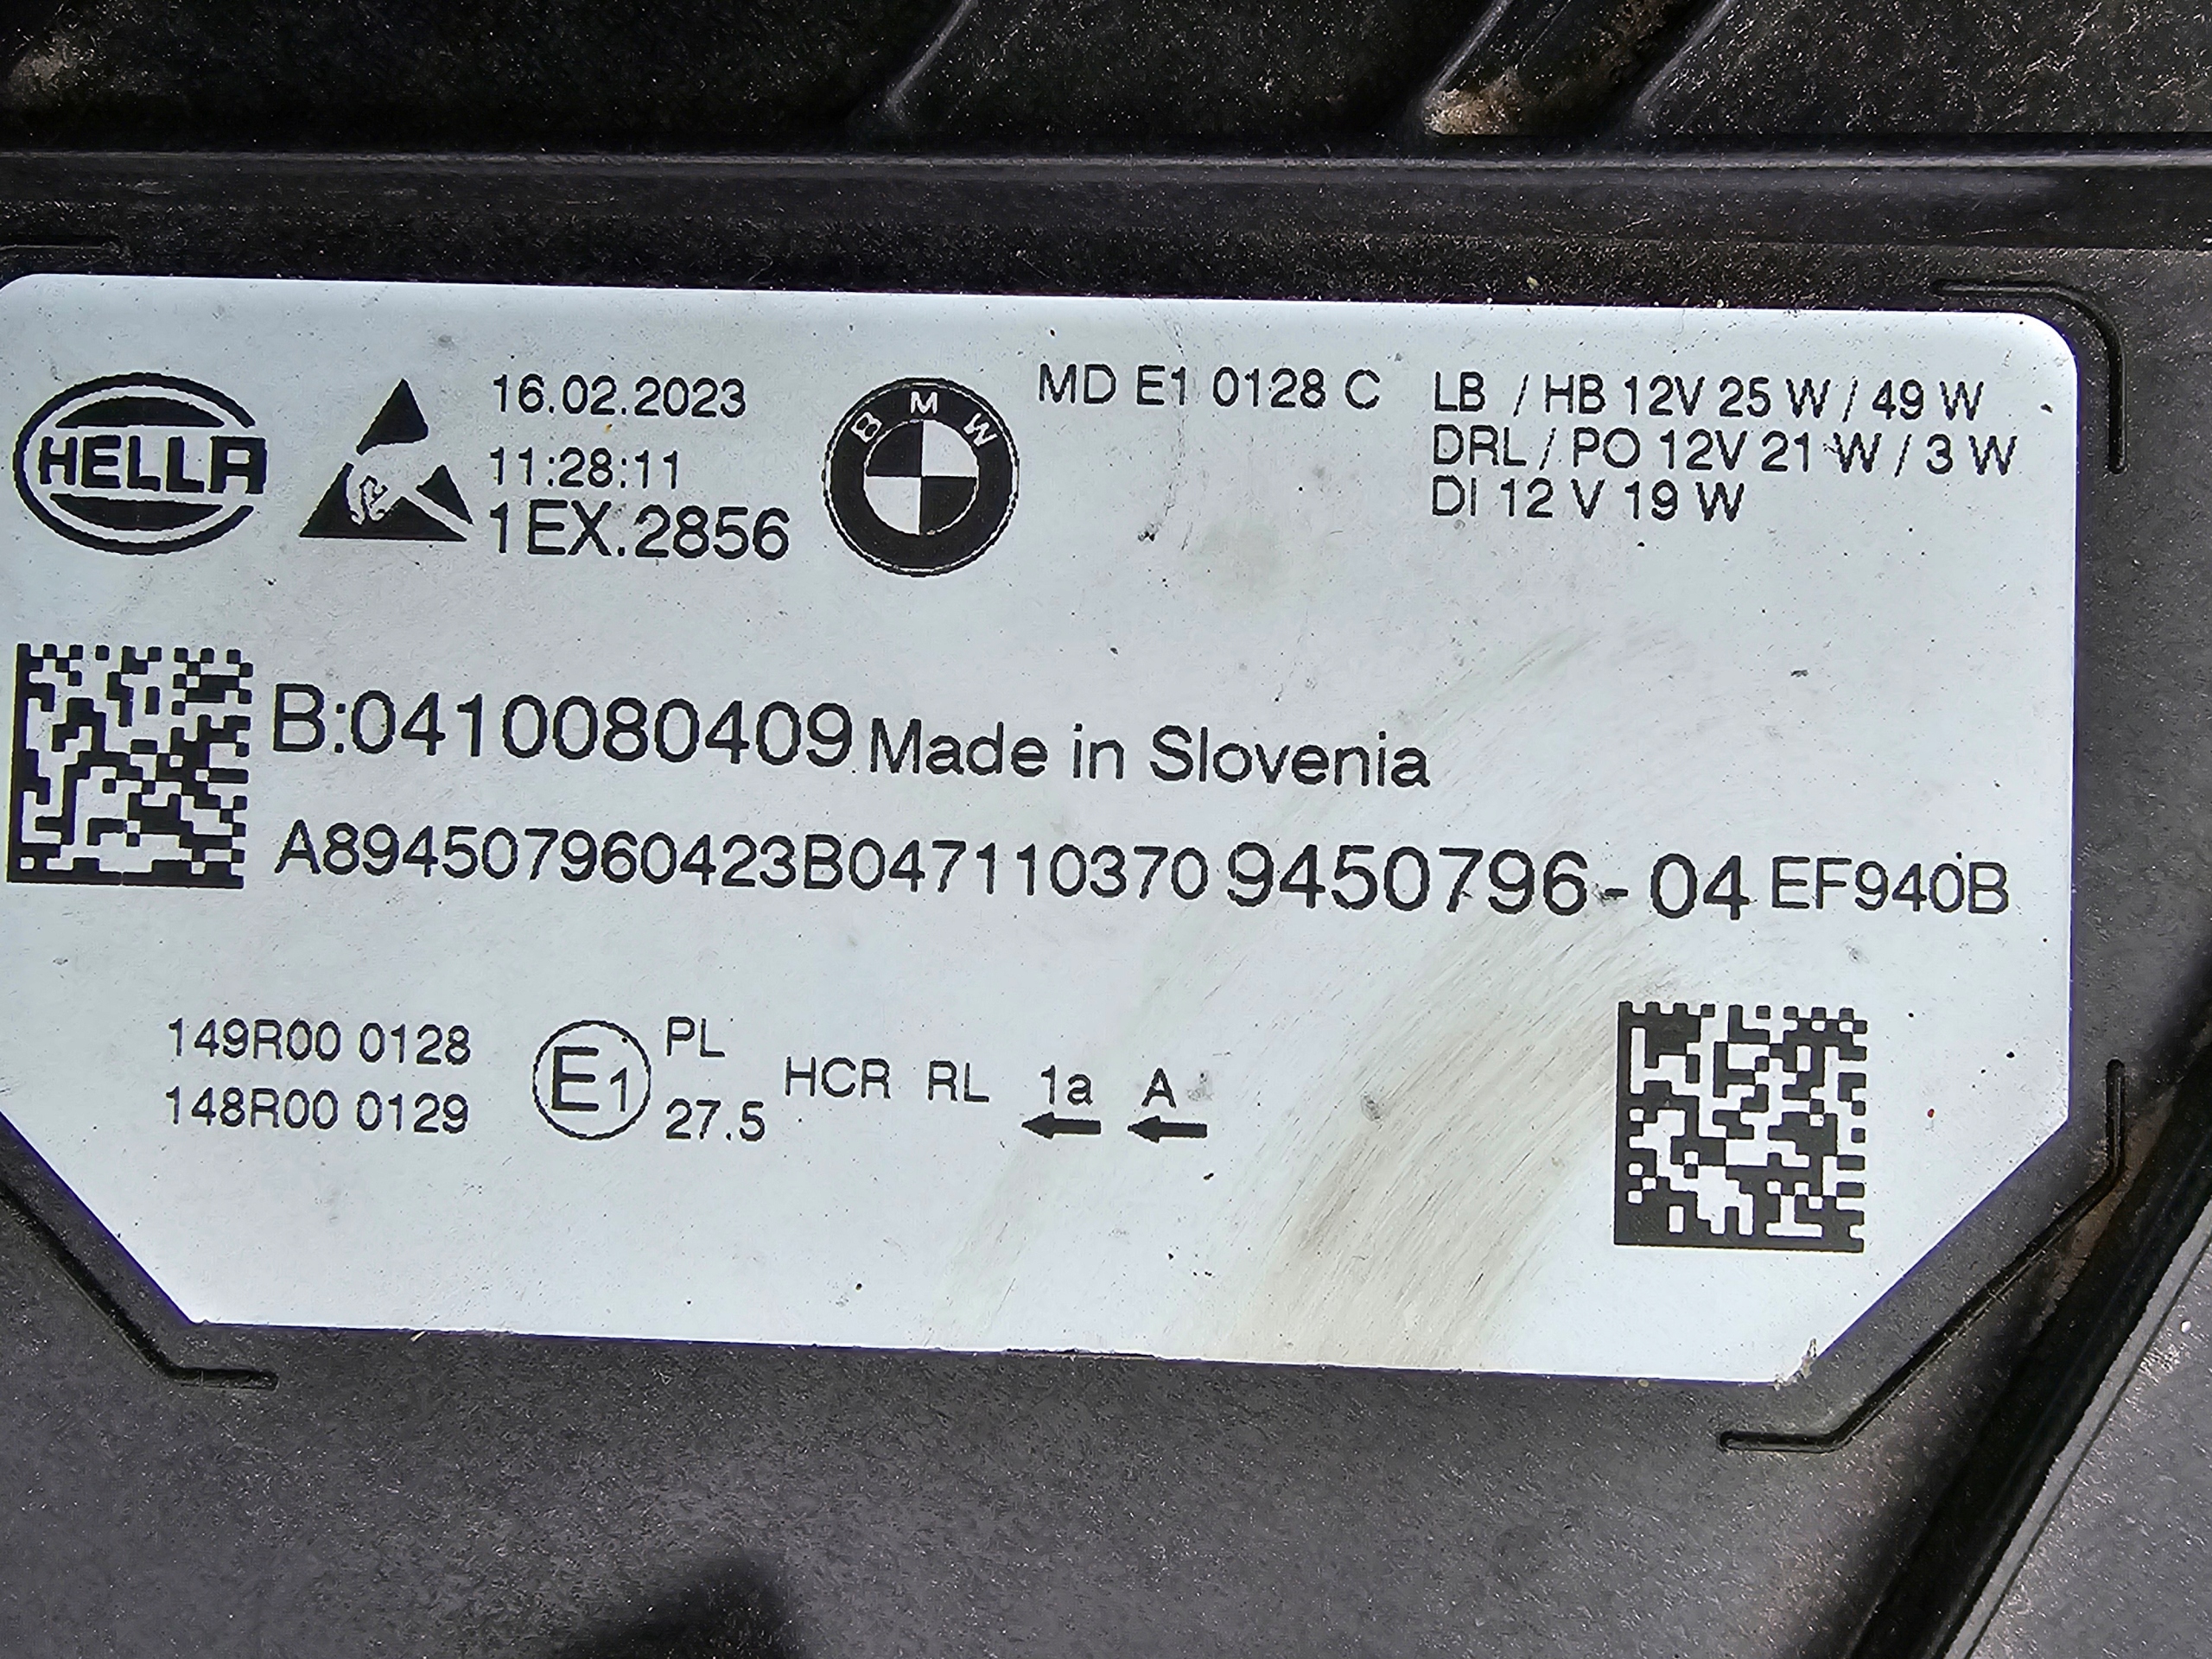 HELLA
16.02.2023
11:28:11
1EX.2856
BMW
MD E1 0128 C
LB / HB 12V 25 W / 49 W
DRL / PO 12V 21 W / 3 W
DI 12 V 19 W
B:0410080409 Made in Slovenia
A894507960423B047110370 9450796-04 EF940B
149R00 0128
148R00 0129
E1
PL
27.5
HCR RL 1a A